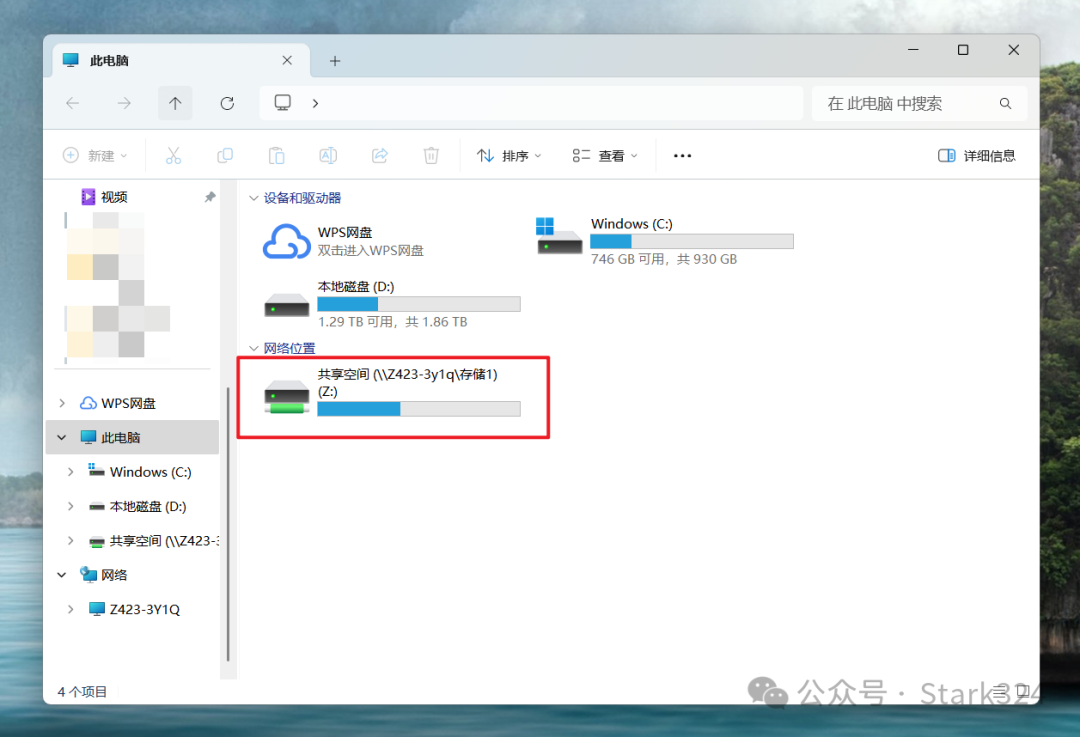 此电脑
在 此电脑 中搜索
新建
排序
查看
详细信息
视频
WPS网盘
此电脑
Windows (C:)
本地磁盘 (D:)
共享空间 (\\Z423-3
网络
Z423-3Y1Q
设备和驱动器
WPS网盘
双击进入WPS网盘
Windows (C:)
746 GB 可用，共 930 GB
本地磁盘 (D:)
1.29 TB 可用，共 1.86 TB
网络位置
共享空间 (\\Z423-3y1q\存储1)
(Z:)
4 个项目
公众号 · Stark324